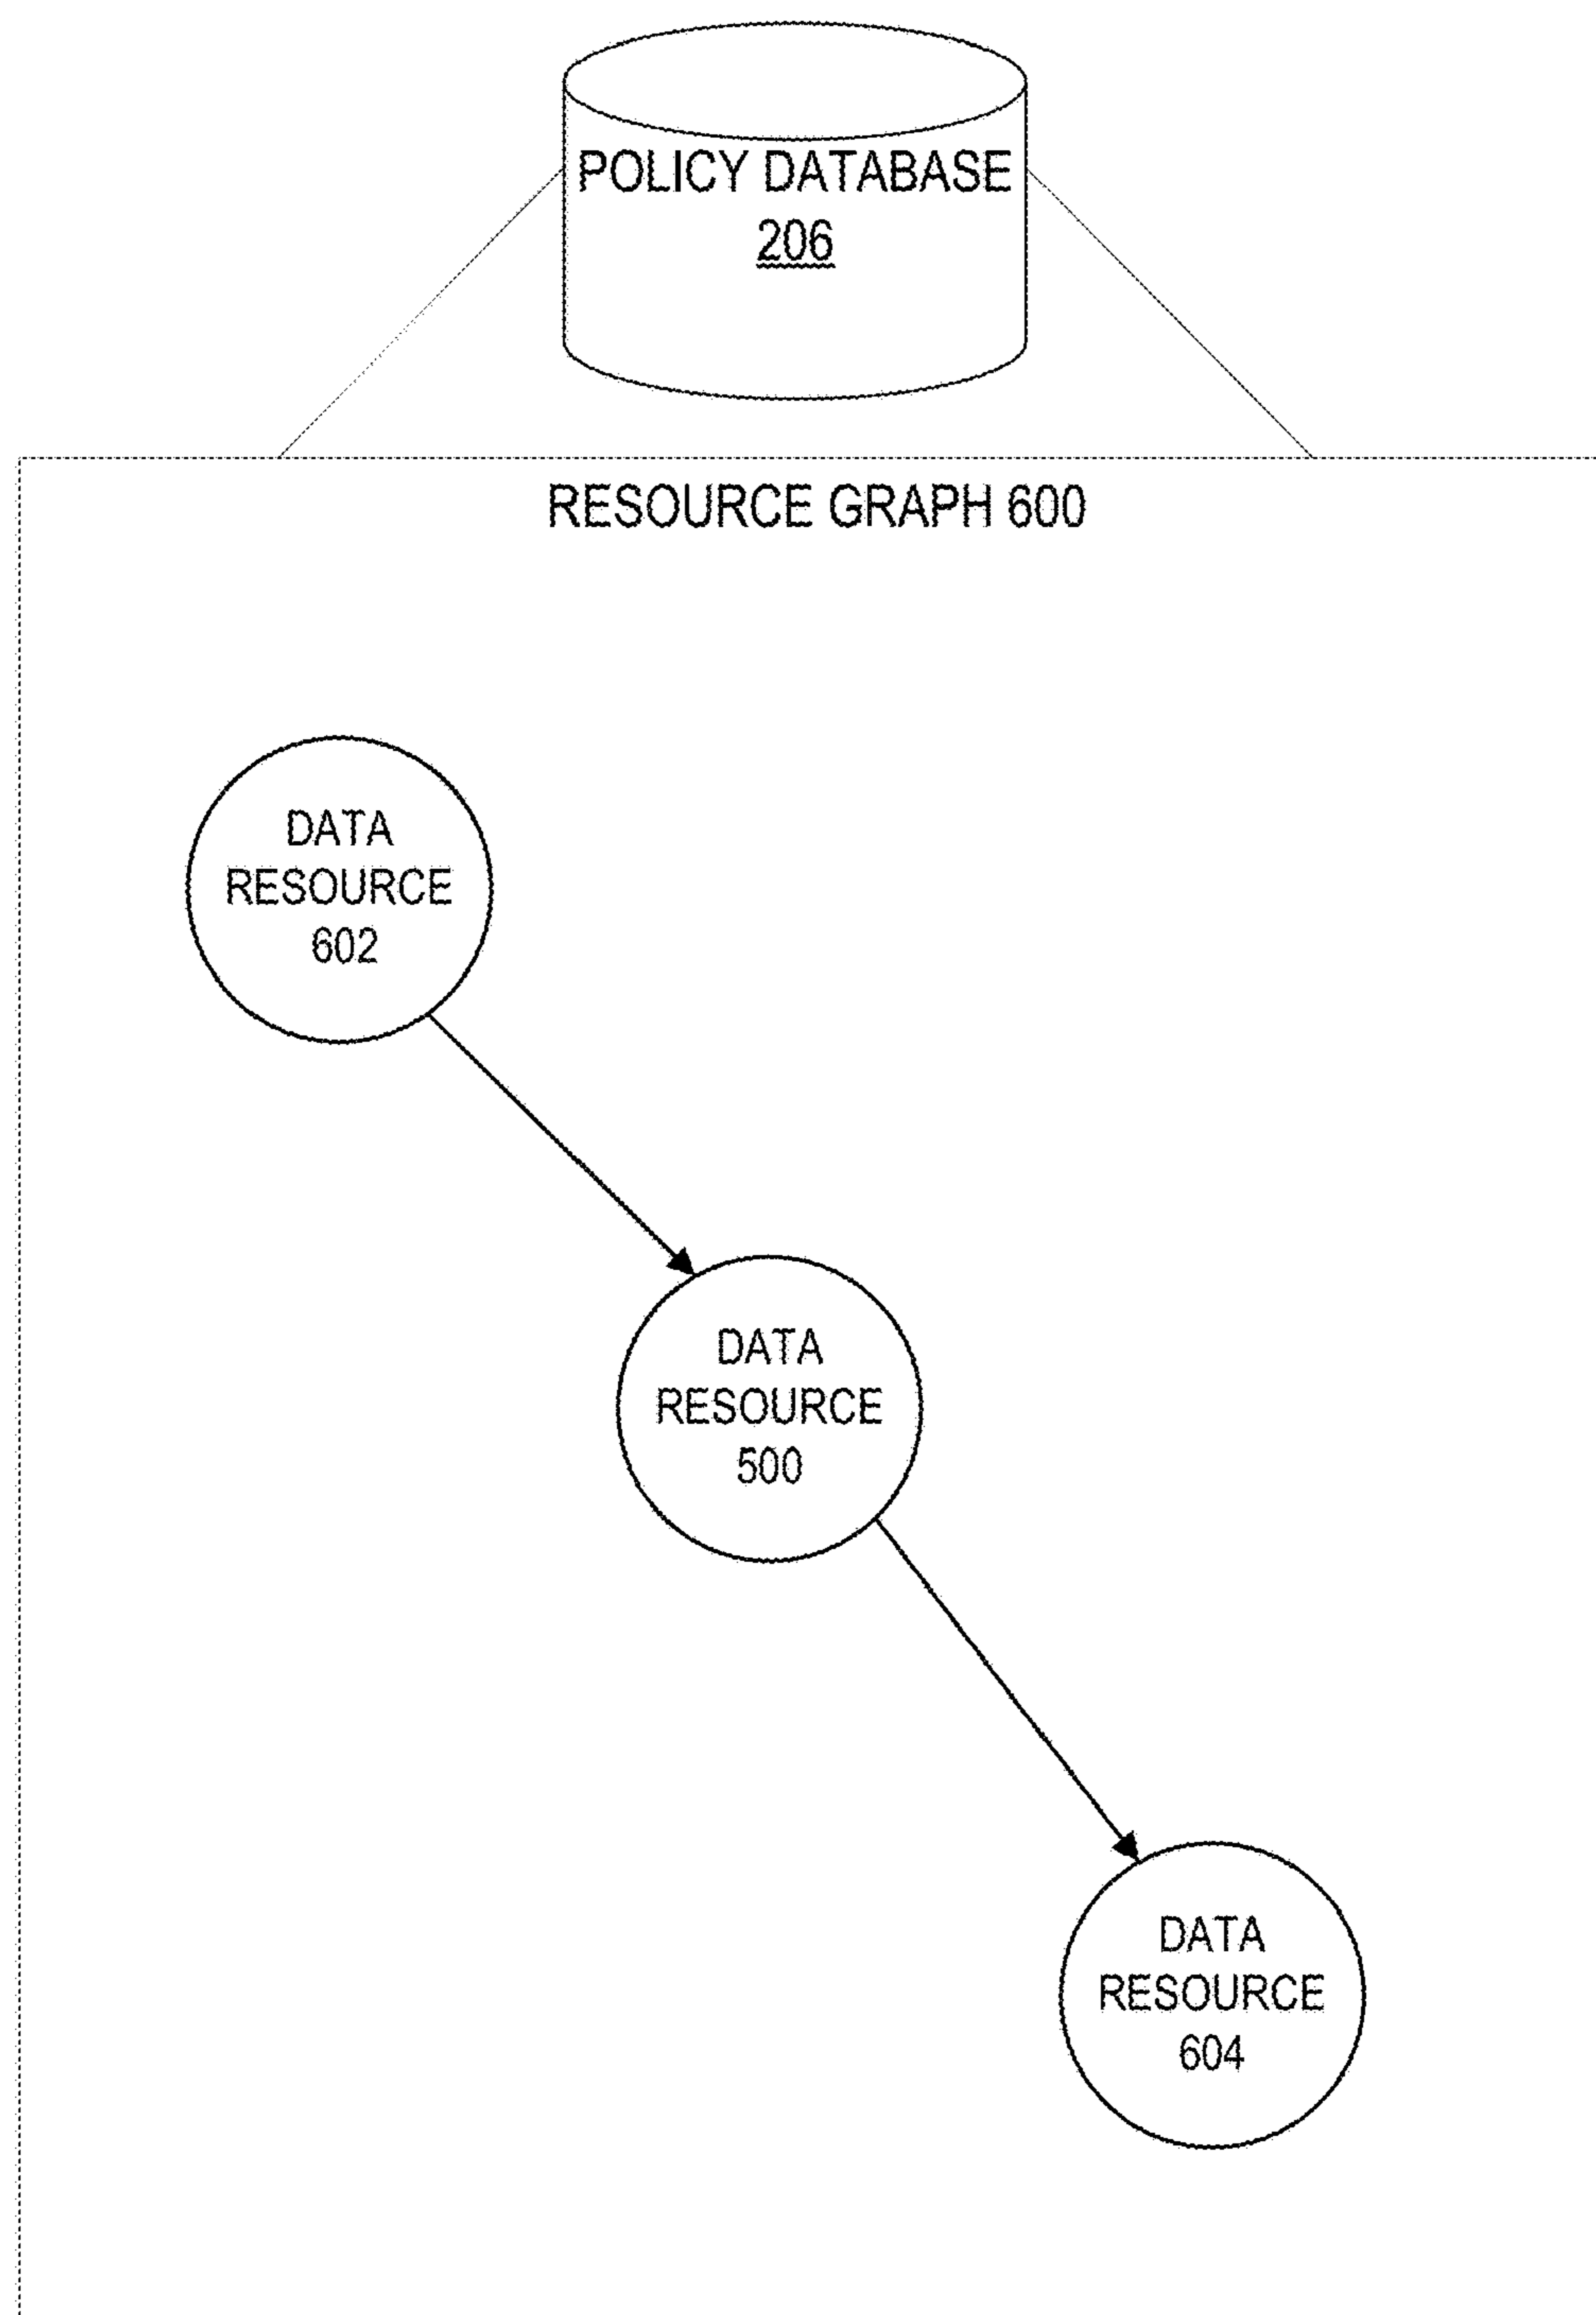 POLICY DATABASE
206
RESOURCE GRAPH 600
DATA
RESOURCE
602
DATA
RESOURCE
500
DATA
RESOURCE
604